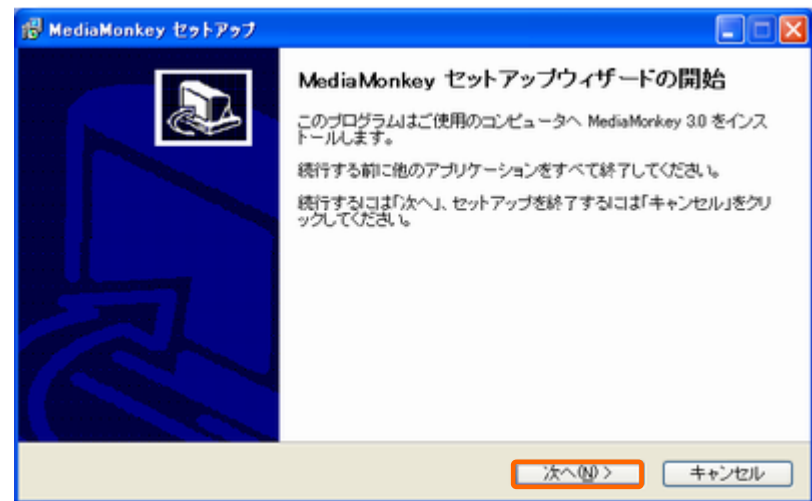 MediaMonkey セットアップ
MediaMonkey セットアップウィザードの開始
このプログラムはご使用のコンピュータへ MediaMonkey 3.0 をインス
トールします。
続行する前に他のアプリケーションをすべて終了してください。
続行するには「次へ」、セットアップを終了するには「キャンセル」をクリ
ックしてください。
次へ(N) >
キャンセル